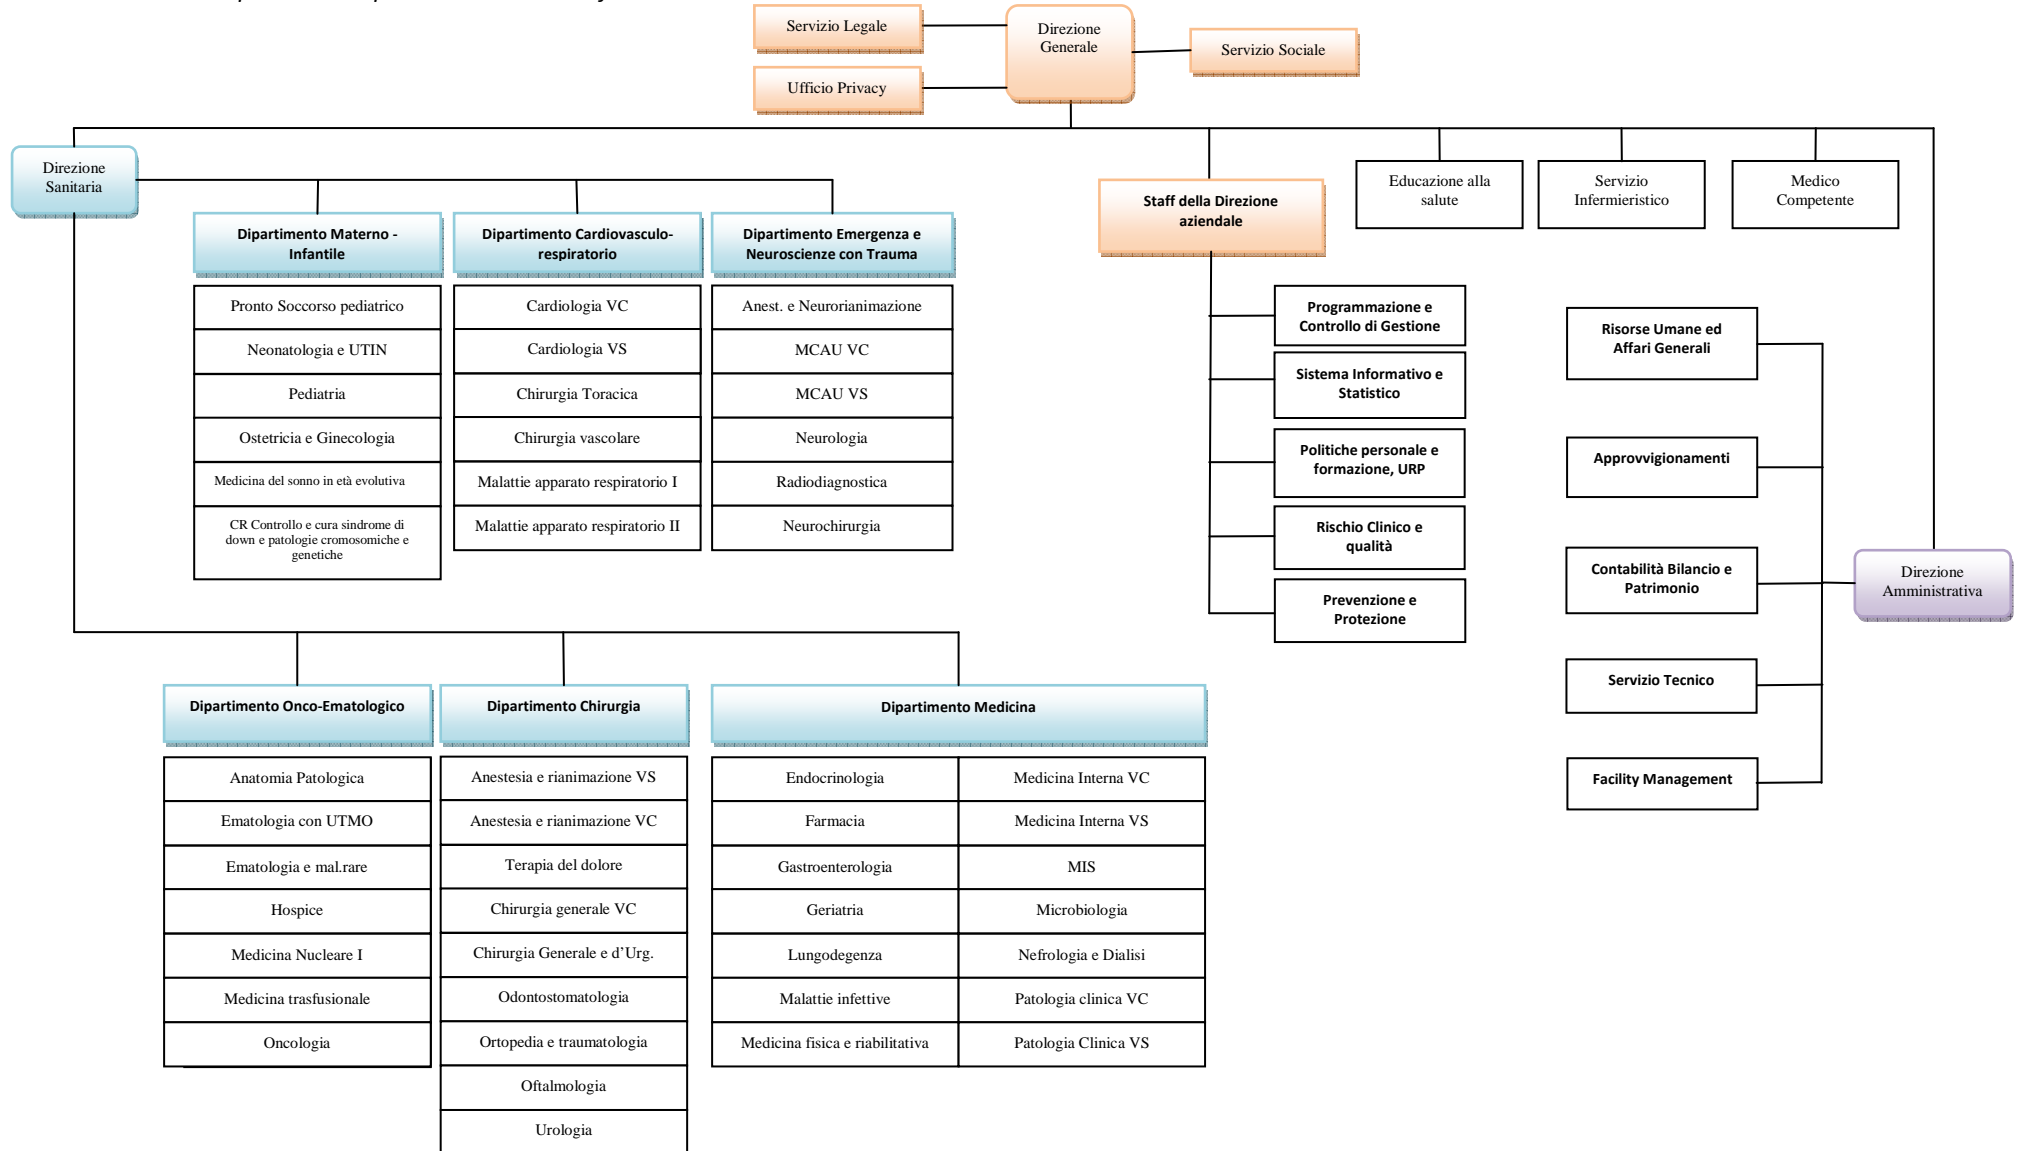 Servizio Legale
Direzione
Generale
Servizio Sociale
Ufficio Privacy
Direzione
Sanitaria
Educazione alla
salute
Servizio
Infermieristico
Medico
Competente
Staff della Direzione
aziendale
Dipartimento Materno -
Infantile
Dipartimento Cardiovasculo-
respiratorio
Dipartimento Emergenza e
Neuroscienze con Trauma
Pronto Soccorso pediatrico
Neonatologia e UTIN
Pediatria
Ostetricia e Ginecologia
Medicina del sonno in età evolutiva
CR Controllo e cura sindrome di
down e patologie cromosomiche e
genetiche
Cardiologia VC
Cardiologia VS
Chirurgia Toracica
Chirurgia vascolare
Malattie apparato respiratorio I
Malattie apparato respiratorio II
Anest. e Neurorianimazione
MCAU VC
MCAU VS
Neurologia
Radiodiagnostica
Neurochirurgia
Programmazione e
Controllo di Gestione
Sistema Informativo e
Statistico
Politiche personale e
formazione, URP
Rischio Clinico e
qualità
Prevenzione e
Protezione
Risorse Umane ed
Affari Generali
Approvvigionamenti
Contabilità Bilancio e
Patrimonio
Servizio Tecnico
Facility Management
Direzione
Amministrativa
Dipartimento Onco-Ematologico
Dipartimento Chirurgia
Dipartimento Medicina
Anatomia Patologica
Ematologia con UTMO
Ematologia e mal.rare
Hospice
Medicina Nucleare I
Medicina trasfusionale
Oncologia
Anestesia e rianimazione VS
Anestesia e rianimazione VC
Terapia del dolore
Chirurgia generale VC
Chirurgia Generale e d’Urg.
Odontostomatologia
Ortopedia e traumatologia
Oftalmologia
Urologia
Endocrinologia
Farmacia
Gastroenterologia
Geriatria
Lungodegenza
Malattie infettive
Medicina fisica e riabilitativa
Medicina Interna VC
Medicina Interna VS
MIS
Microbiologia
Nefrologia e Dialisi
Patologia clinica VC
Patologia Clinica VS